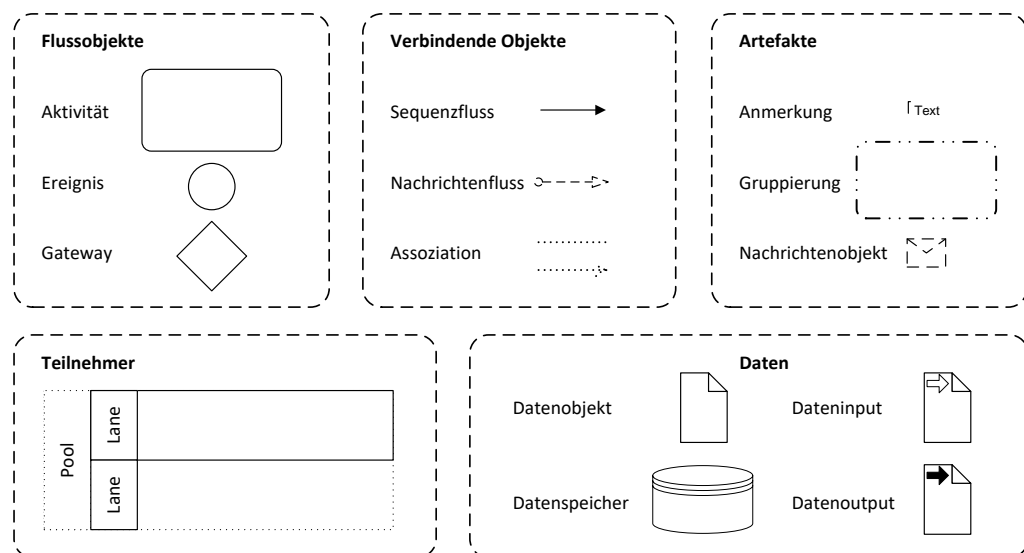 Flussobjekte
Aktivität
Ereignis
Gateway
Verbindende Objekte
Sequenzfluss
Nachrichtenfluss
Assoziation
Artefakte
Anmerkung
Text
Gruppierung
Nachrichtenobjekt
Teilnehmer
Pool
Lane
Lane
Daten
Datenobjekt
Dateninput
Datenspeicher
Datenoutput